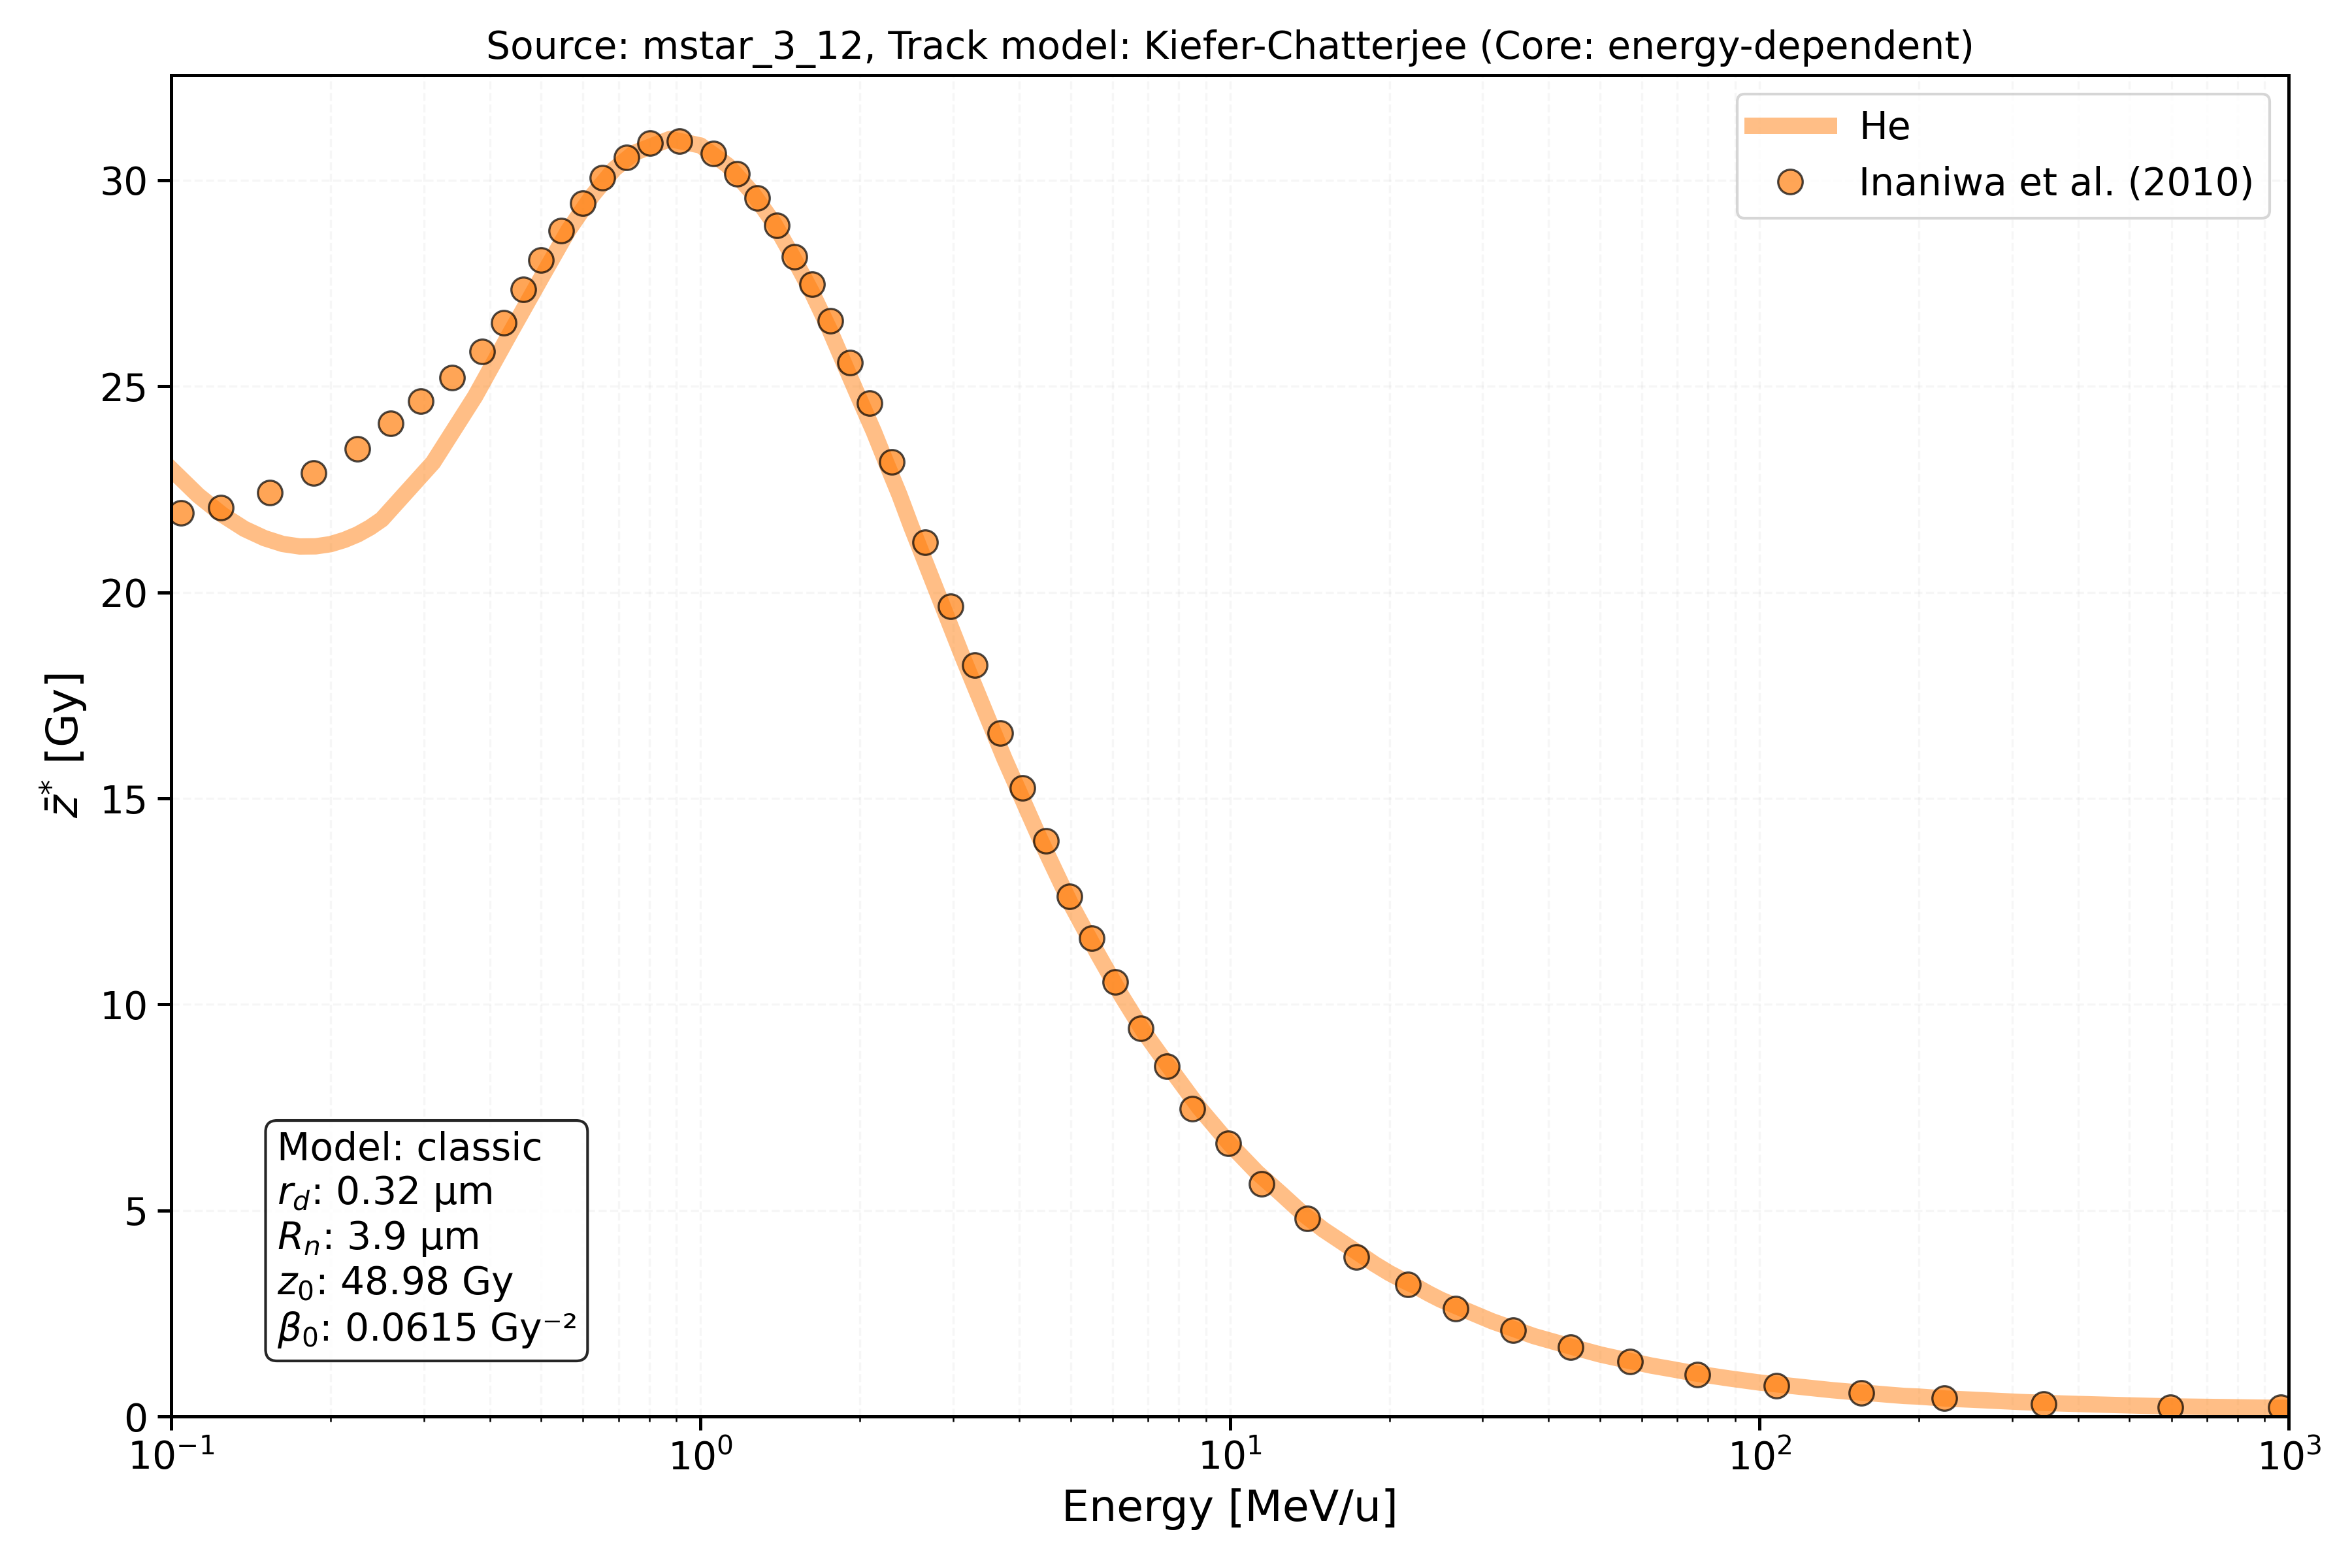 Source: mstar_3_12, Track model: Kiefer-Chatterjee (Core: energy-dependent)
He
Inaniwa et al. (2010)
30
25
20
15
10
5
0
z̄* [Gy]
Model: classic
r_d: 0.32 µm
R_n: 3.9 µm
z₀: 48.98 Gy
β₀: 0.0615 Gy⁻²
10⁻¹ 10⁰ 10¹ 10² 10³
Energy [MeV/u]